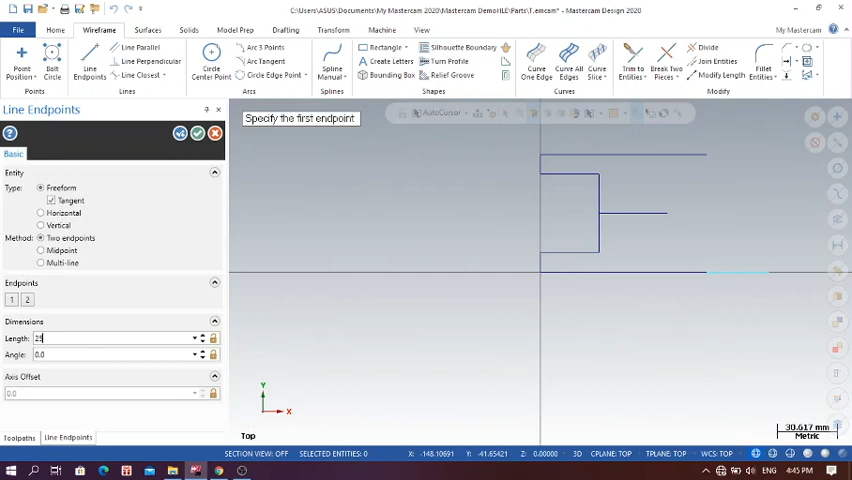 C:\Users\ASUS\Documents\My Mastercam 2020\Mastercam DemoHLE\Parts\T.emcam* - Mastercam Design 2020
File
Home
Wireframe
Surfaces
Solids
Model Prep
Drafting
Transform
Machine
View
My Mastercam
Point Position
Bolt Circle
Points
Line Endpoints
Line Parallel
Line Perpendicular
Line Closest
Lines
Circle Center Point
Arc 3 Points
Arc Tangent
Circle Edge Point
Arcs
Spline Manual
Splines
Rectangle
Create Letters
Bounding Box
Silhouette Boundary
Turn Profile
Relief Groove
Shapes
Curve One Edge
Curve All Edges
Curve Slice
Curves
Trim to Entities
Break Two Pieces
Divide
Join Entities
Modify Length
Fillet Entities
Modify
Line Endpoints
Basic
Entity
Type:
Freeform
Tangent
Horizontal
Vertical
Method:
Two endpoints
Midpoint
Multi-line
Endpoints
1
2
Dimensions
Length:
25
Angle:
0.0
Axis Offset
0.0
Toolpaths
Line Endpoints
Specify the first endpoint
AutoCursor
Y
X
Top
30.617 mm
Metric
SECTION VIEW: OFF
SELECTED ENTITIES: 0
X: -148.10691
Y: -41.65421
Z: 0.00000
3D
CPLANE: TOP
TPLANE: TOP
WCS: TOP
ENG
4:45 PM